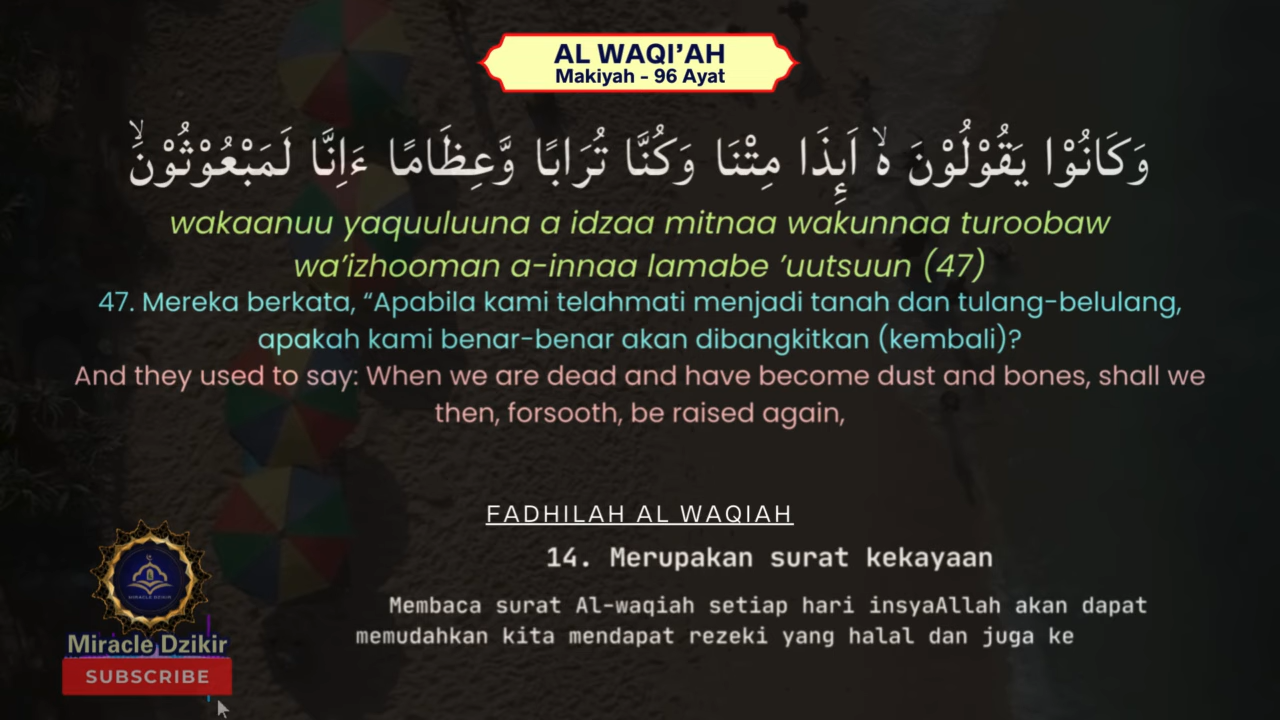 AL WAQI’AH
Makiyah - 96 Ayat
وَكَانُوْا يَقُوْلُوْنَ ەۙ اَىِٕذَا مِتْنَا وَكُنَّا تُرَابًا وَّعِظَامًا ءَاِنَّا لَمَبْعُوْثُوْنَۙ
wakaanuu yaquuluuna a idzaa mitnaa wakunnaa turoobaw
wa’izhooman a-innaa lamabe ’uutsuun (47)
47. Mereka berkata, “Apabila kami telahmati menjadi tanah dan tulang-belulang,
apakah kami benar-benar akan dibangkitkan (kembali)?
And they used to say: When we are dead and have become dust and bones, shall we
then, forsooth, be raised again,
FADHILAH AL WAQIAH
14. Merupakan surat kekayaan
Membaca surat Al-waqiah setiap hari insyaAllah akan dapat
memudahkan kita mendapat rezeki yang halal dan juga ke
MIRACLE DZIKIR
Miracle Dzikir
SUBSCRIBE